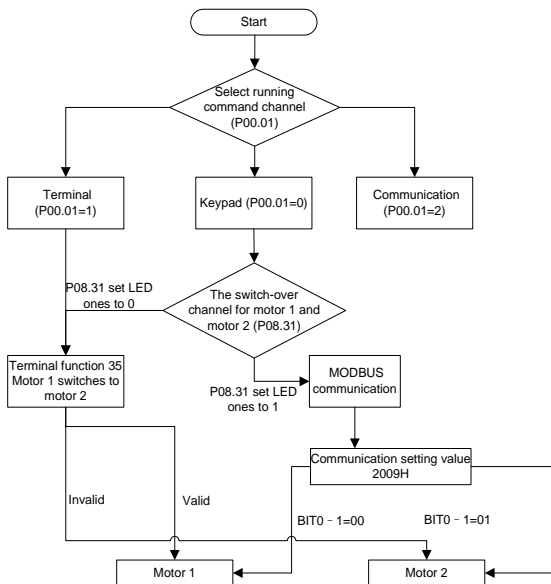 Start
Select running
command channel
(P00.01)
Terminal
(P00.01=1)
Keypad (P00.01=0)
Communication
(P00.01=2)
P08.31 set LED
ones to 0
The switch-over
channel for motor 1 and
motor 2 (P08.31)
Terminal function 35
Motor 1 switches to
motor 2
P08.31 set LED
ones to 1
MODBUS
communication
Communication setting value
2009H
Invalid
Valid
BIT0﹣1=00
BIT0﹣1=01
Motor 1
Motor 2